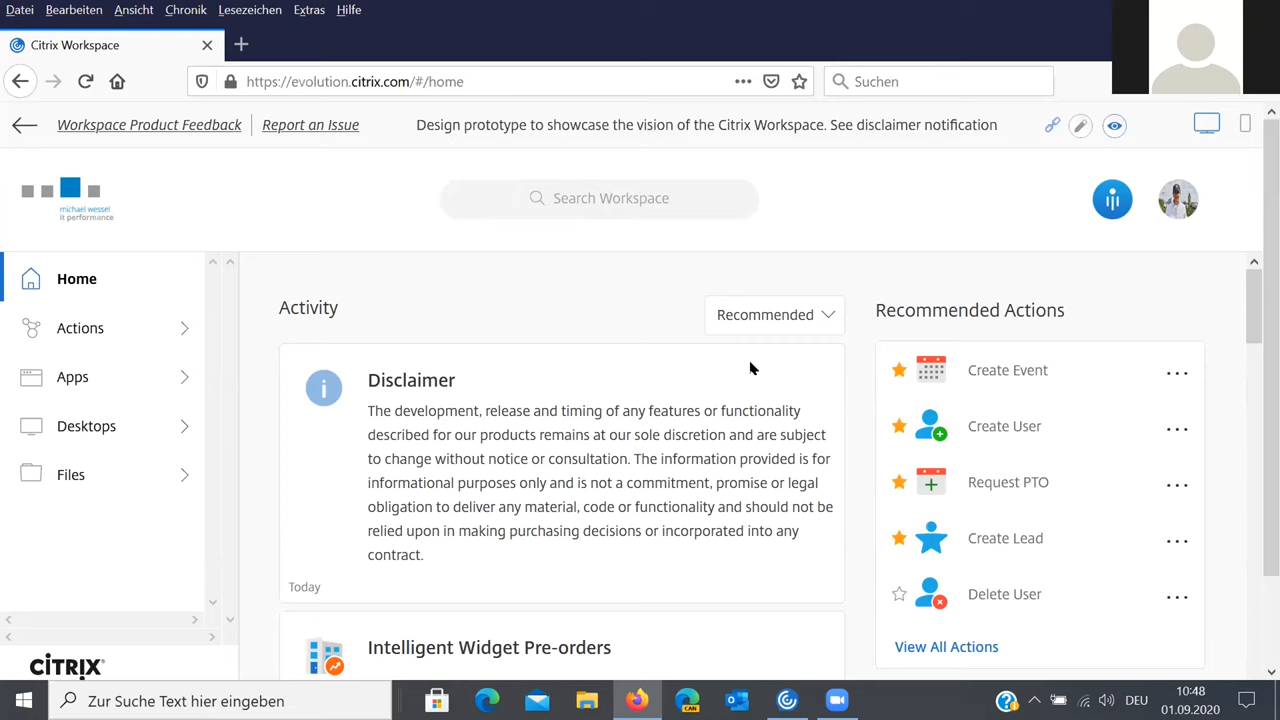 Datei Bearbeiten Ansicht Chronik Lesezeichen Extras Hilfe
Citrix Workspace
https://evolution.citrix.com/#/home
Suchen
Workspace Product Feedback Report an Issue Design prototype to showcase the vision of the Citrix Workspace. See disclaimer notification
michael wessel
it performance
Search Workspace
Home
Actions
Apps
Desktops
Files
CİTRIX
Activity
Recommended
Disclaimer
The development, release and timing of any features or functionality
described for our products remains at our sole discretion and are subject
to change without notice or consultation. The information provided is for
informational purposes only and is not a commitment, promise or legal
obligation to deliver any material, code or functionality and should not be
relied upon in making purchasing decisions or incorporated into any
contract.
Today
Intelligent Widget Pre-orders
Recommended Actions
Create Event
Create User
Request PTO
Create Lead
Delete User
View All Actions
Zur Suche Text hier eingeben
CAN
DEU
10:48
01.09.2020